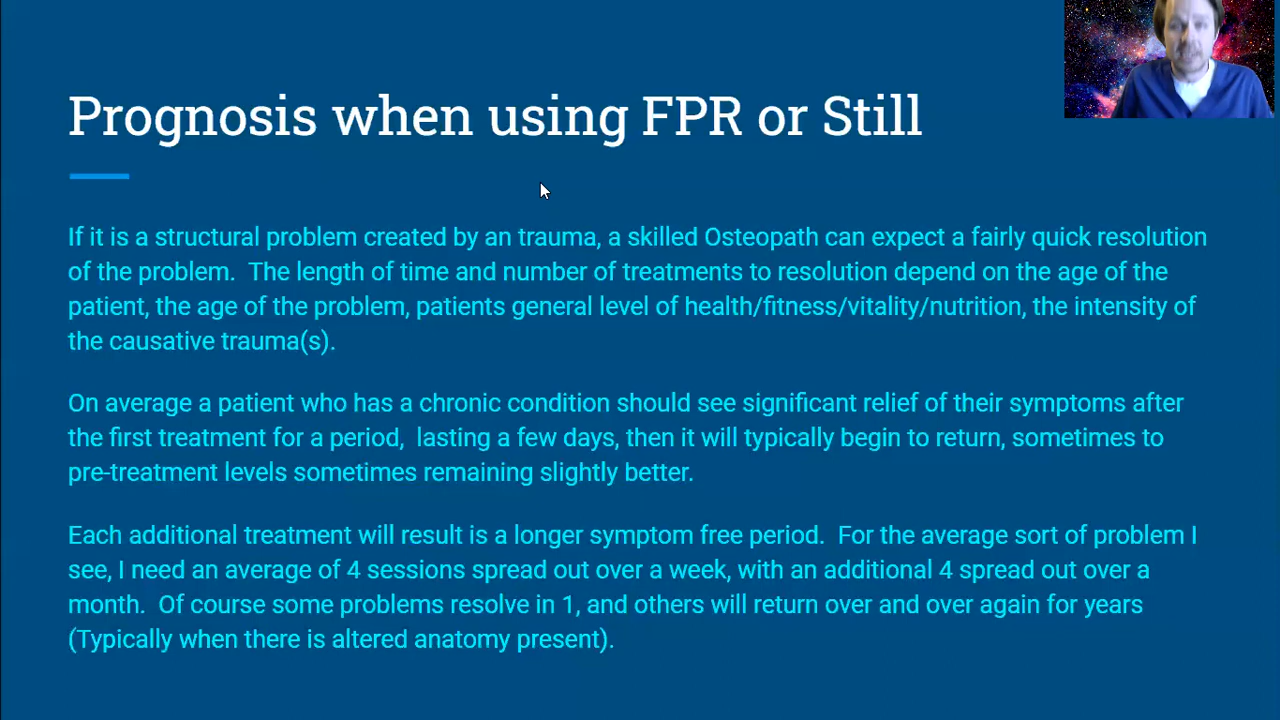 Prognosis when using FPR or Still
If it is a structural problem created by an trauma, a skilled Osteopath can expect a fairly quick resolution
of the problem.  The length of time and number of treatments to resolution depend on the age of the
patient, the age of the problem, patients general level of health/fitness/vitality/nutrition, the intensity of
the causative trauma(s).
On average a patient who has a chronic condition should see significant relief of their symptoms after
the first treatment for a period,  lasting a few days, then it will typically begin to return, sometimes to
pre-treatment levels sometimes remaining slightly better.
Each additional treatment will result is a longer symptom free period.  For the average sort of problem I
see, I need an average of 4 sessions spread out over a week, with an additional 4 spread out over a
month.  Of course some problems resolve in 1, and others will return over and over again for years
(Typically when there is altered anatomy present).